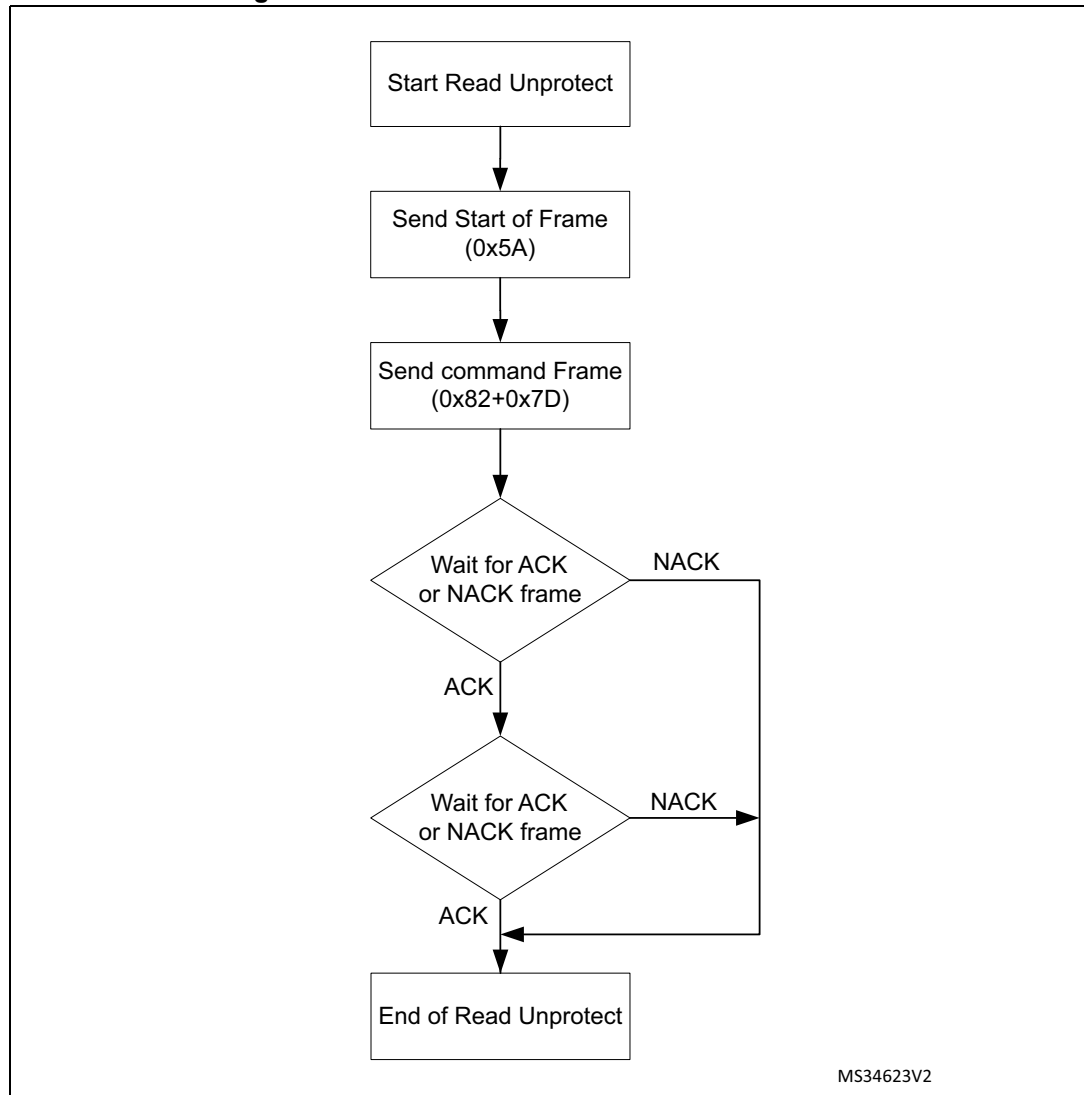 Start Read Unprotect
Send Start of Frame
(0x5A)
Send command Frame
(0x82+0x7D)
Wait for ACK
or NACK frame
NACK
ACK
Wait for ACK
or NACK frame
NACK
ACK
End of Read Unprotect
MS34623V2